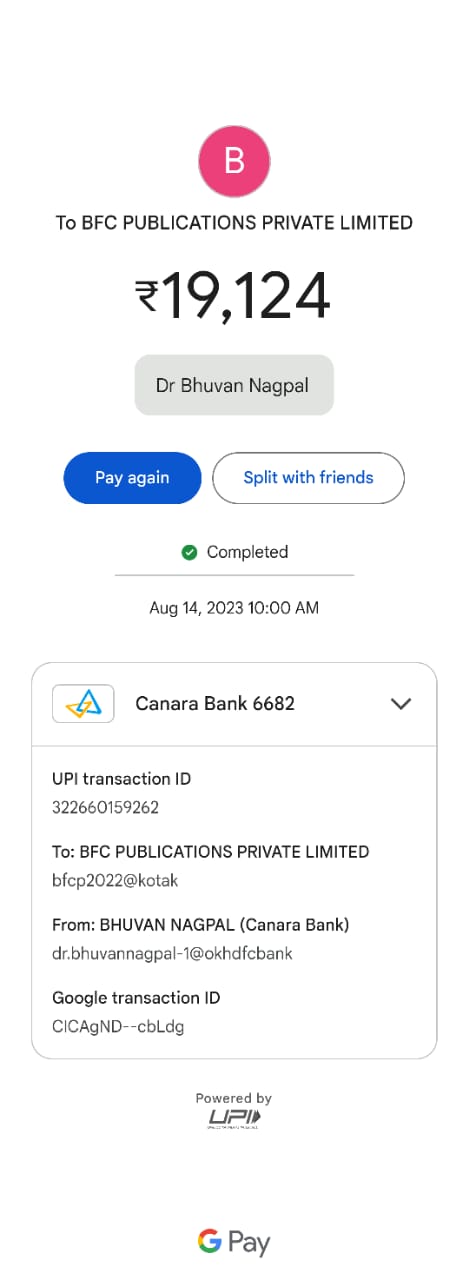 B
To BFC PUBLICATIONS PRIVATE LIMITED
₹19,124
Dr Bhuvan Nagpal
Pay again
Split with friends
Completed
Aug 14, 2023 10:00 AM
Canara Bank 6682
UPI transaction ID
322660159262
To: BFC PUBLICATIONS PRIVATE LIMITED
bfcp2022@kotak
From: BHUVAN NAGPAL (Canara Bank)
dr.bhuvannagpal-1@okhdfcbank
Google transaction ID
CICAgND--cbLdg
Powered by
UPI
G Pay